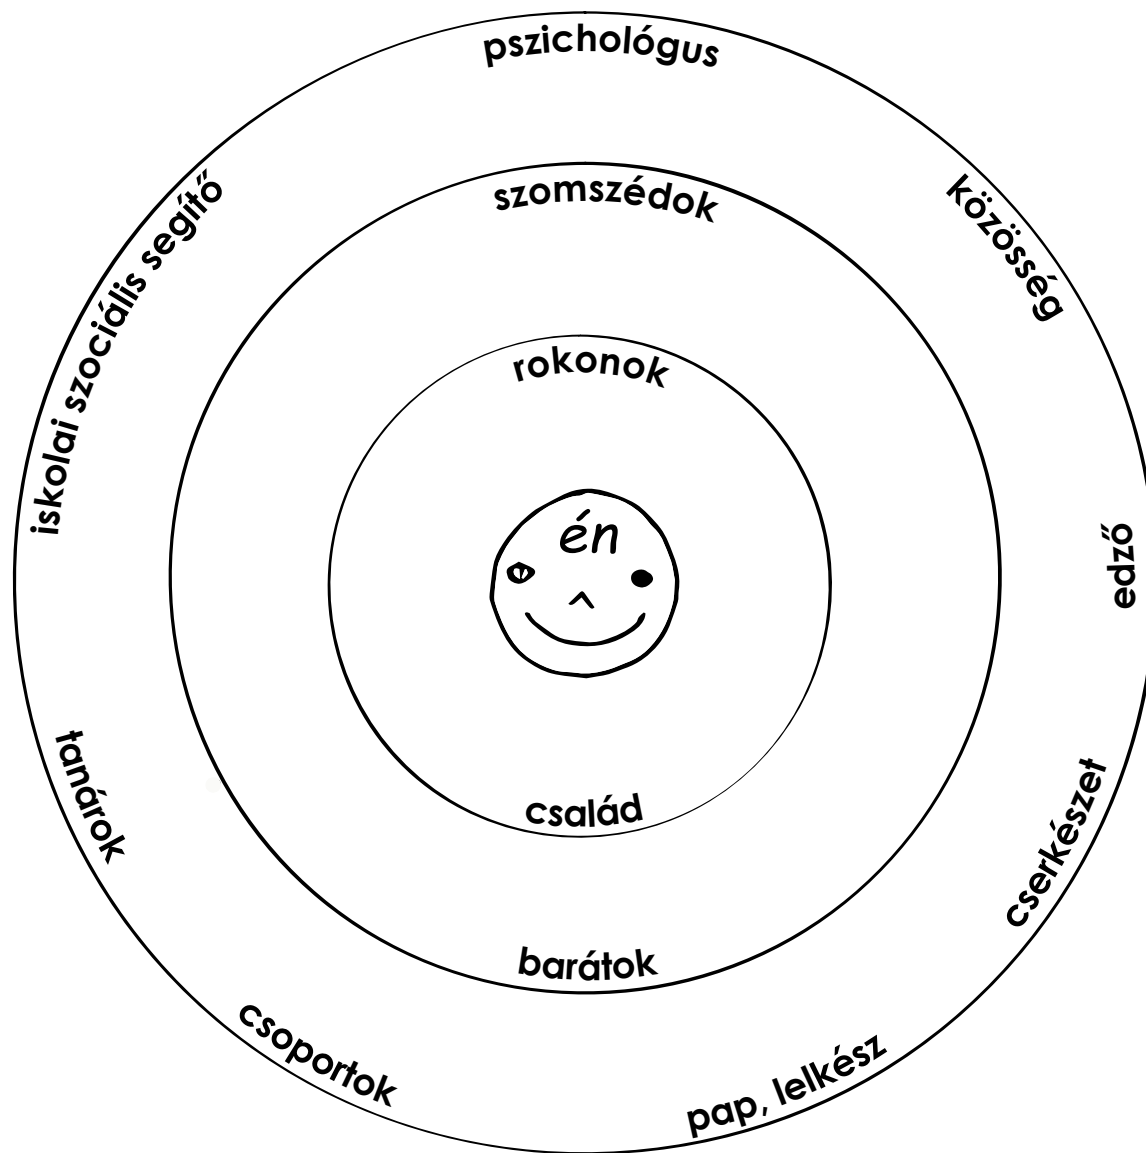 pszichológus
közösség
iskolai szociális segítő
szomszédok
rokonok
én
edző
tanárok
család
cserkészet
barátok
csoportok
pap, lelkész